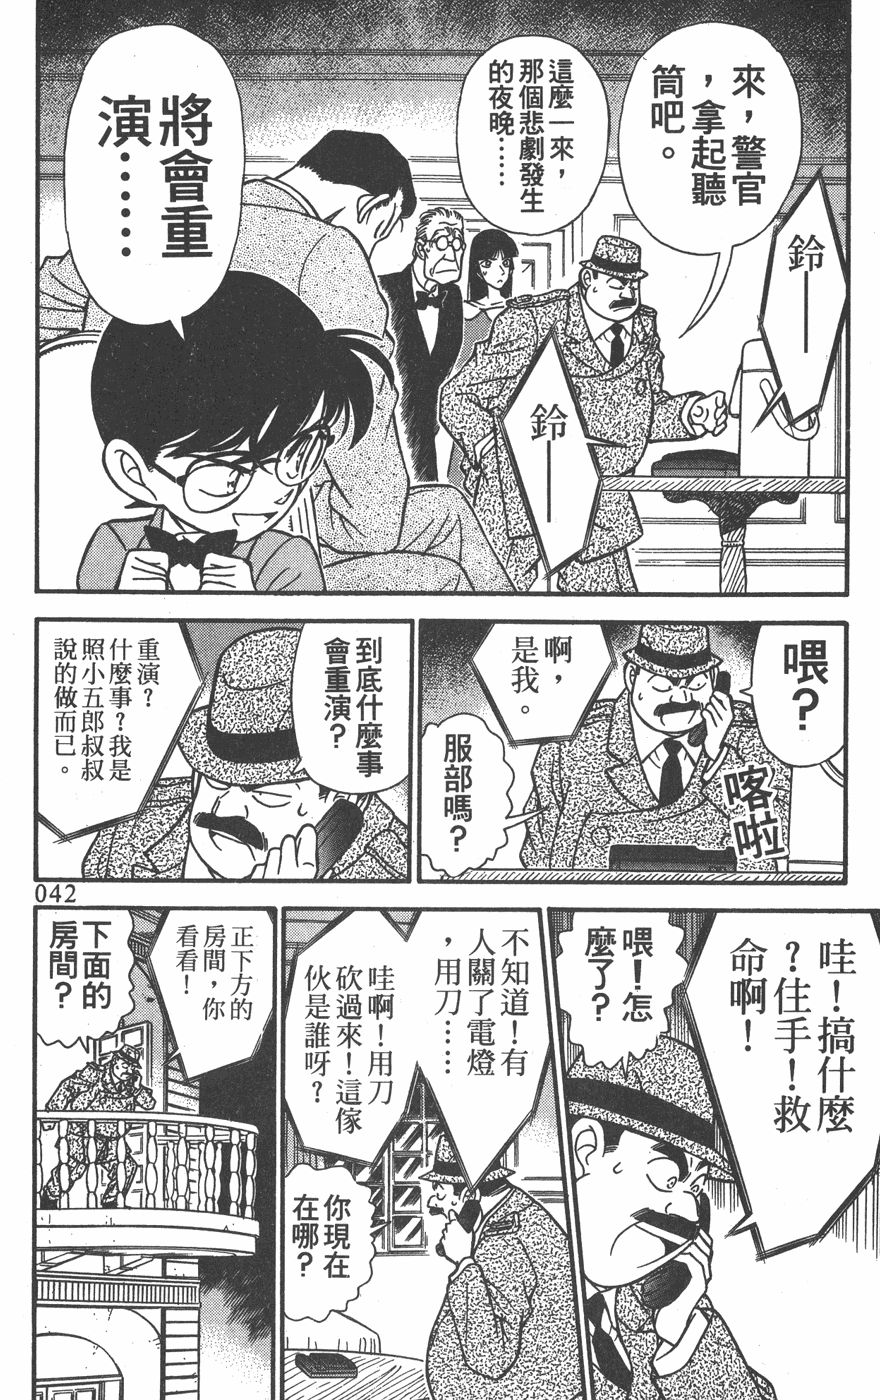 來，警官
，拿起聽
筒吧。
鈴——
這麼一來，
那個悲劇發生
的夜晚……
鈴——
將會重
演……
喂？
喀啦
啊，
是我。
服部嗎？
到底什麼事
會重演？
重演？
什麼事？我是
照小五郎叔叔
說的做而已。
042
哇！搞什麼
？住手！救
命啊！
喂！怎
麼了？
不知道！有
人關了電燈
，用刀……
哇啊！用刀
砍過來！這傢
伙是誰呀？
你現在
在哪？
正下方的
房間，你
看看！
下面的
房間？